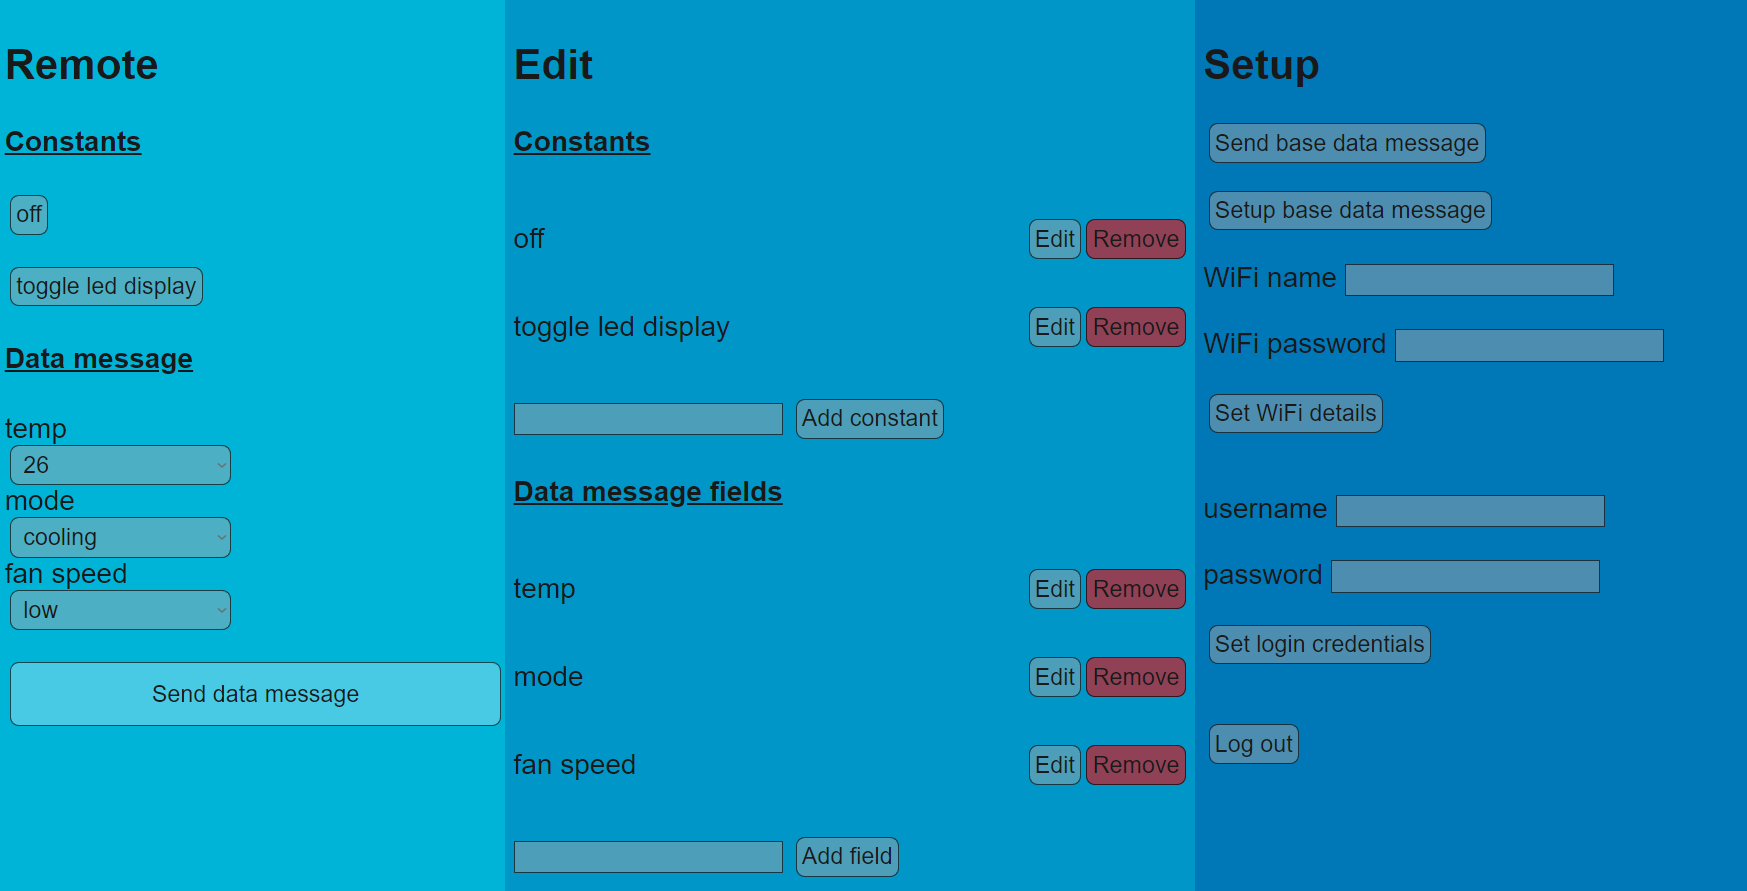 Remote
Constants
off
toggle led display
Data message
temp
26
mode
cooling
fan speed
low
Send data message
Edit
Constants
off Edit Remove
toggle led display Edit Remove
Add constant
Data message fields
temp Edit Remove
mode Edit Remove
fan speed Edit Remove
Add field
Setup
Send base data message
Setup base data message
WiFi name
WiFi password
Set WiFi details
username
password
Set login credentials
Log out